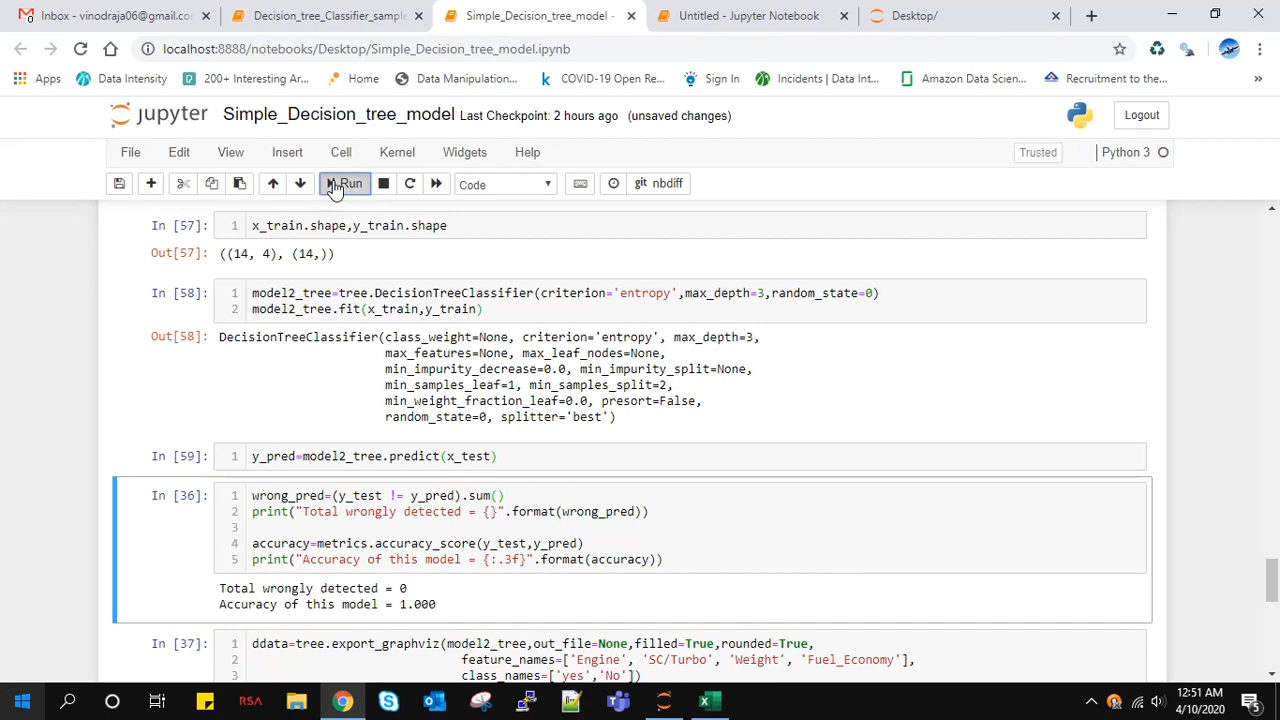 Inbox - vinodraja06@gmail.ca
Decision_tree_Classifier_samp
Simple_Decision_tree_model -
Untitled - Jupyter Notebook
Desktop/
localhost:8888/notebooks/Desktop/Simple_Decision_tree_model.ipynb
Apps
Data Intensity
200+ Interesting Ar...
Home
Data Manipulation...
COVID-19 Open Re...
Sign In
Incidents | Data Int...
Amazon Data Scien...
Recruitment to the...
»
jupyter Simple_Decision_tree_model Last Checkpoint: 2 hours ago (unsaved changes)
Logout
File Edit View Insert Cell Kernel Widgets Help
Trusted
Python 3
Run
Code
git nbdiff
In [57]: 1 x_train.shape,y_train.shape
Out[57]: ((14, 4), (14,))
In [58]: 1 model2_tree=tree.DecisionTreeClassifier(criterion='entropy',max_depth=3,random_state=0)
2 model2_tree.fit(x_train,y_train)
Out[58]: DecisionTreeClassifier(class_weight=None, criterion='entropy', max_depth=3,
max_features=None, max_leaf_nodes=None,
min_impurity_decrease=0.0, min_impurity_split=None,
min_samples_leaf=1, min_samples_split=2,
min_weight_fraction_leaf=0.0, presort=False,
random_state=0, splitter='best')
In [59]: 1 y_pred=model2_tree.predict(x_test)
In [36]: 1 wrong_pred=(y_test != y_pred).sum()
2 print("Total wrongly detected = {}".format(wrong_pred))
3
4 accuracy=metrics.accuracy_score(y_test,y_pred)
5 print("Accuracy of this model = {:.3f}".format(accuracy))
Total wrongly detected = 0
Accuracy of this model = 1.000
In [37]: 1 ddata=tree.export_graphviz(model2_tree,out_file=None,filled=True,rounded=True,
2 feature_names=['Engine', 'SC/Turbo', 'Weight', 'Fuel_Economy'],
3 class_names=['yes','No'])
RSA
12:51 AM
4/10/2020
5